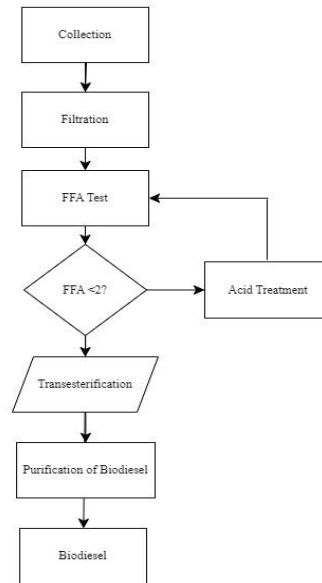 Collection
Filtration
FFA Test
FFA <2?
Acid Treatment
Transesterification
Purification of Biodiesel
Biodiesel